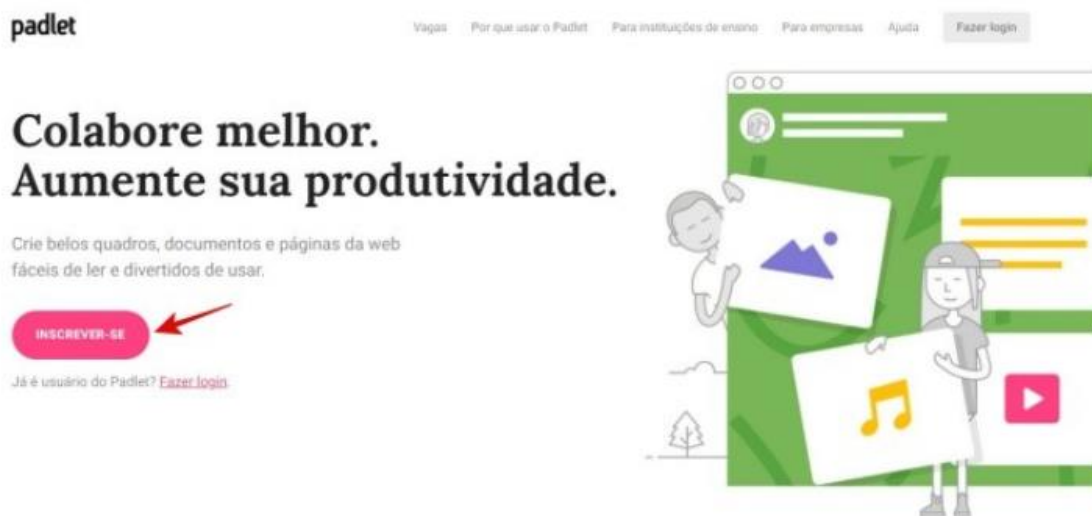 padlet
Vagas Por que usar o Padlet Para instituições de ensino Para empresas Ajuda Fazer login
Colabore melhor.
Aumente sua produtividade.
Crie belos quadros, documentos e páginas da web
fáceis de ler e divertidos de usar.
INSCREVER-SE
Já é usuário do Padlet? Fazer login.